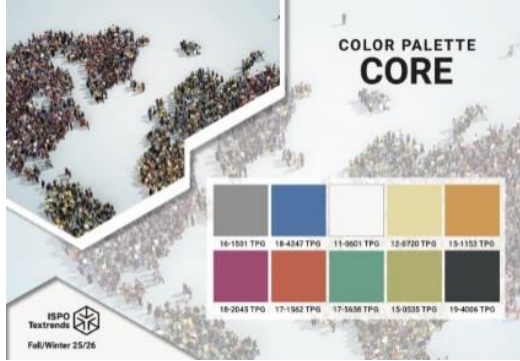 COLOR PALETTE
CORE
16-1501 TPG 18-4247 TPG 11-0601 TPG 12-0720 TPG 15-1153 TPG
18-2045 TPG 17-1562 TPG 17-5638 TPG 15-0535 TPG 19-4006 TPG
ISPO
Textrends
Fall/Winter 25/26